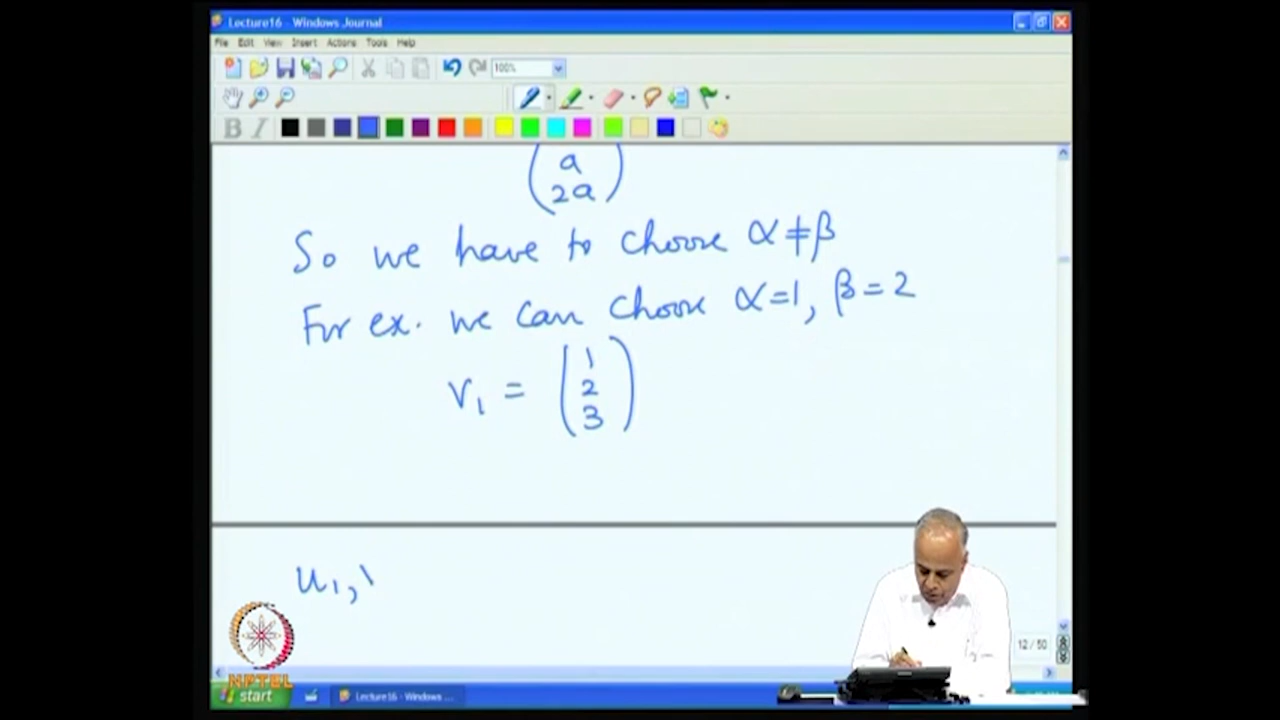 Lecture16 - Windows Journal
File Edit View Insert Actions Tools Help
100%
B I
a
2a
So we have to choose α≠β
For ex. we can choose α=1, β=2
v₁ = (1
2
3)
u₁,
12 / 50
NPTEL
start Lecture16 - Windows ...